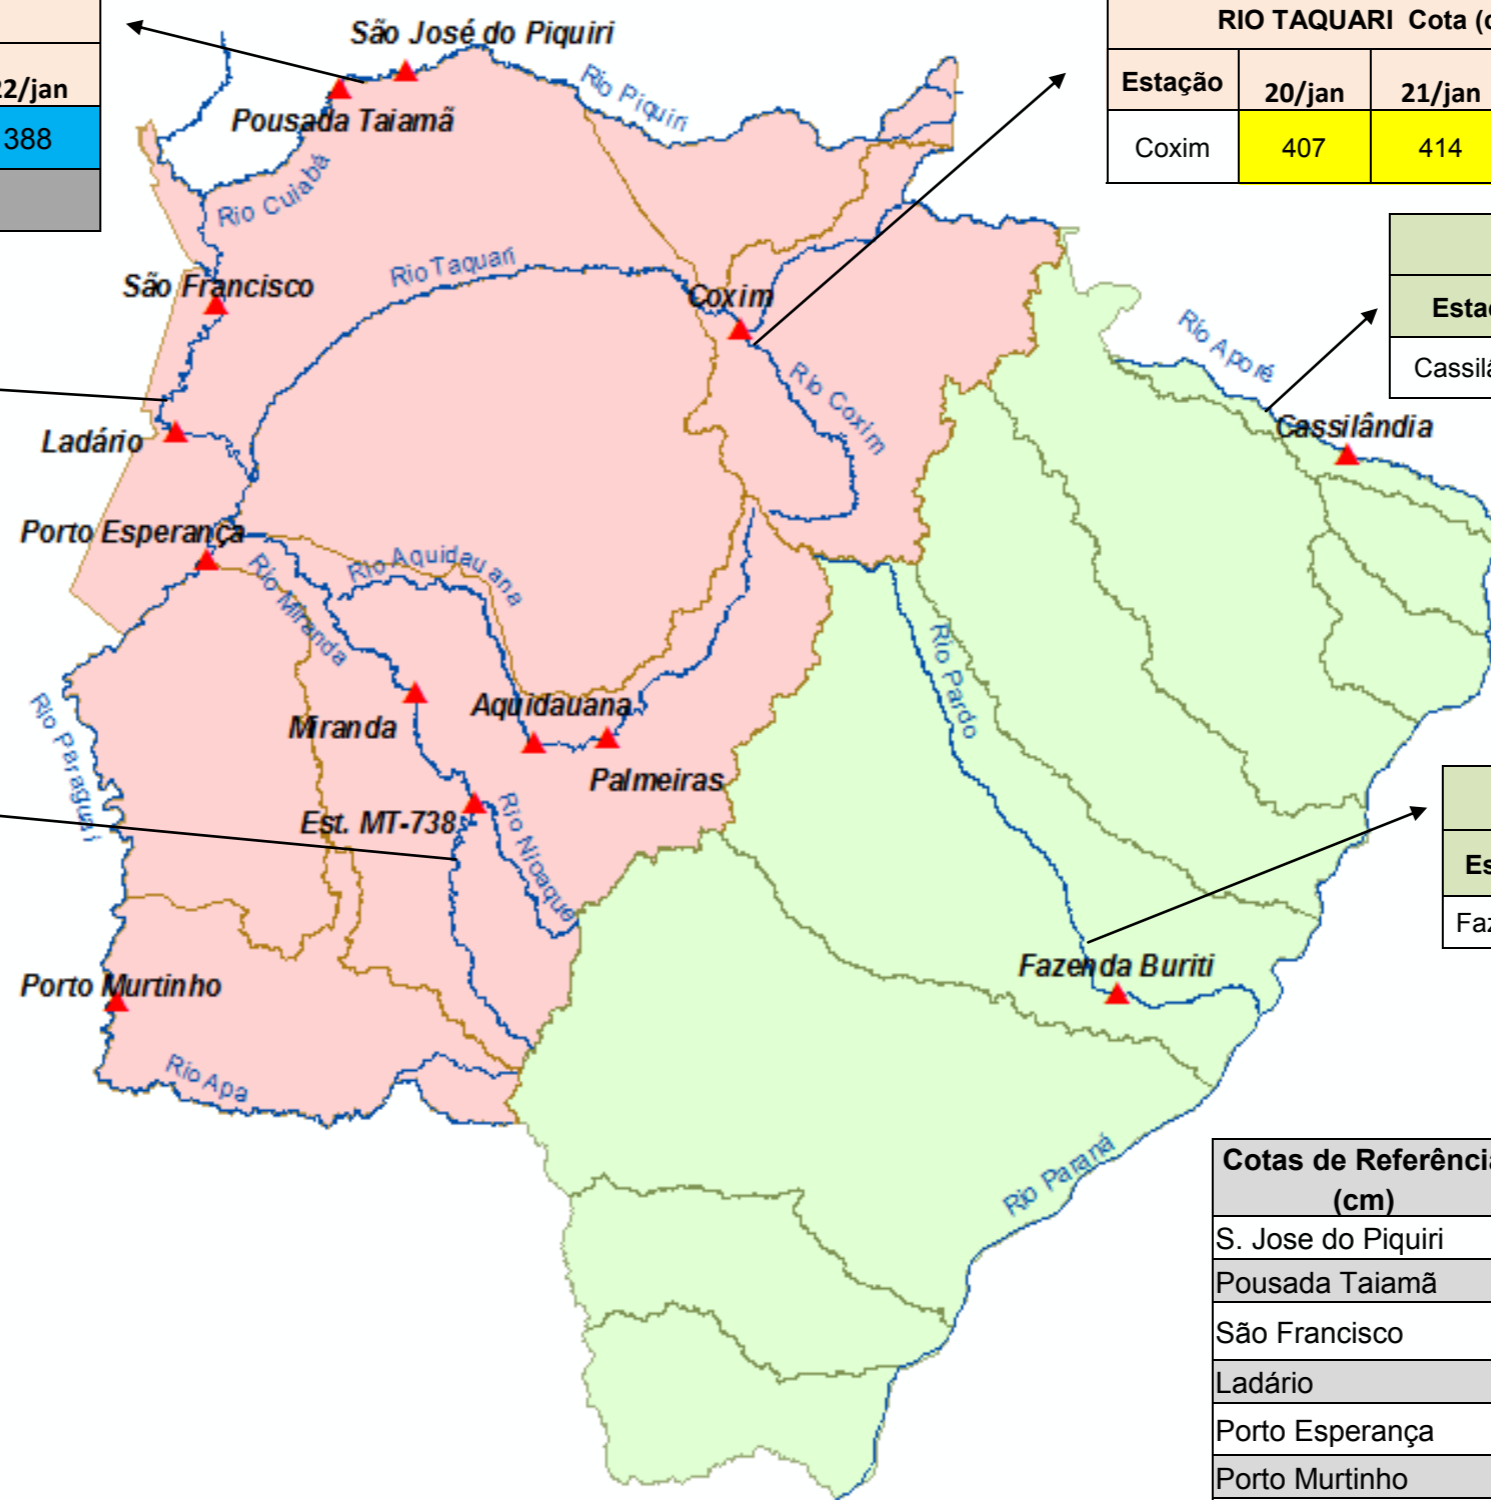 22/jan
388
São José do Piquiri
Pousada Taiamã
Rio Piquiri
Rio Cuiabá
RIO TAQUARI Cota (c
Estação
20/jan
21/jan
Coxim
407
414
São Francisco
Rio Taquari
Coxim
Rio Coxim
Rio Aporé
Cassilândia
Estaç
Cassilâ
Ladário
Porto Esperança
Rio Miranda
Rio Aquidauana
Rio Pardo
Rio Paraguai
Miranda
Aquidauana
Palmeiras
Est. MT-738
Rio Nioaque
Es
Faz
Fazenda Buriti
Porto Murtinho
Rio Apa
Rio Paraná
Cotas de Referência
(cm)
S. Jose do Piquiri
Pousada Taiamã
São Francisco
Ladário
Porto Esperança
Porto Murtinho